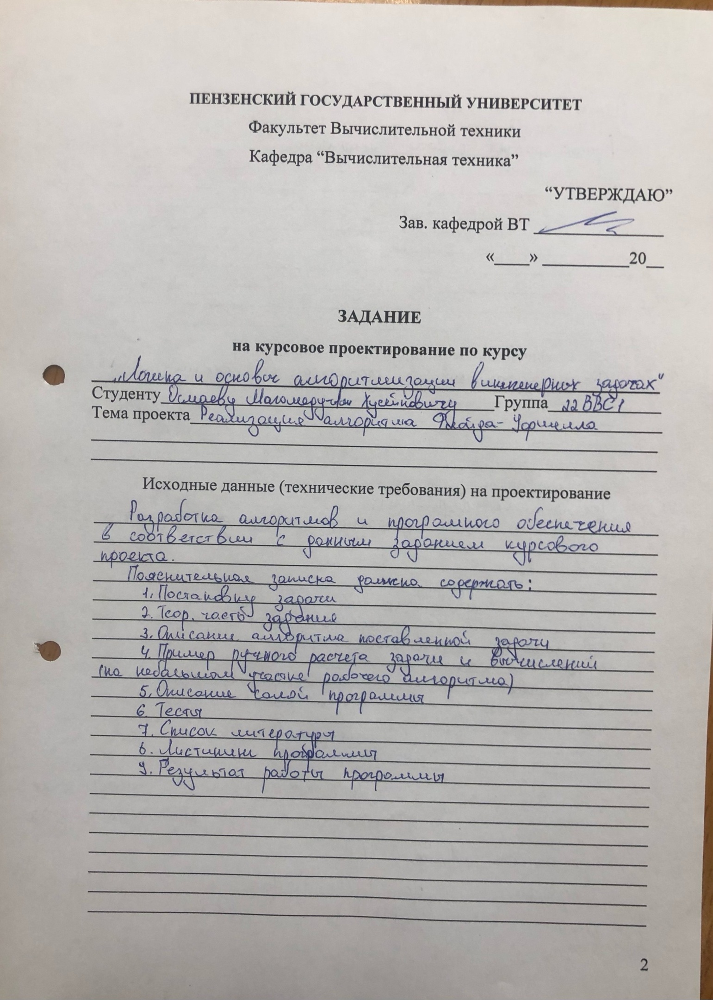 ПЕНЗЕНСКИЙ ГОСУДАРСТВЕННЫЙ УНИВЕРСИТЕТ
Факультет Вычислительной техники
Кафедра “Вычислительная техника”
“УТВЕРЖДАЮ”
Зав. кафедрой ВТ
«____» __________20__
ЗАДАНИЕ
на курсовое проектирование по курсу
„Логика и основы алгоритмизации в инженерных задачах“
Студенту Осмаеву Хусейновичу Группа 22ВВС1
Тема проекта Реализация алгоритма Флойда-Уоршелла
Исходные данные (технические требования) на проектирование
Разработка алгоритмов и програмного обеспечения
в соответствии с данным заданием курсового
проекта.
Пояснительная записка должна содержать:
1. Постановку задачи
2. Теор. часть задания
3. Описание алгоритма поставленной задачи
4. Пример ручного расчета задачи и вычислений
(на небольшом участке рабочего алгоритма)
5. Описание самой программы
6. Тесты
7. Список литературы
8. Листинг программы
9. Результат работы программы
2